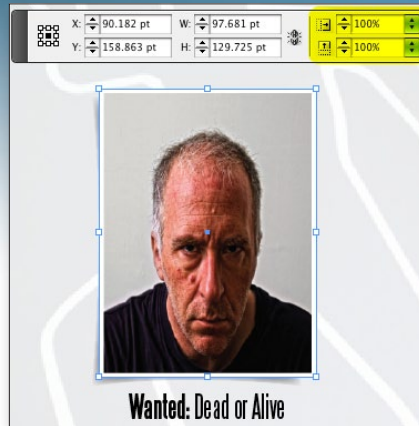 X: 90.182 pt W: 97.681 pt 100%
Y: 158.863 pt H: 129.725 pt 100%
Wanted: Dead or Alive